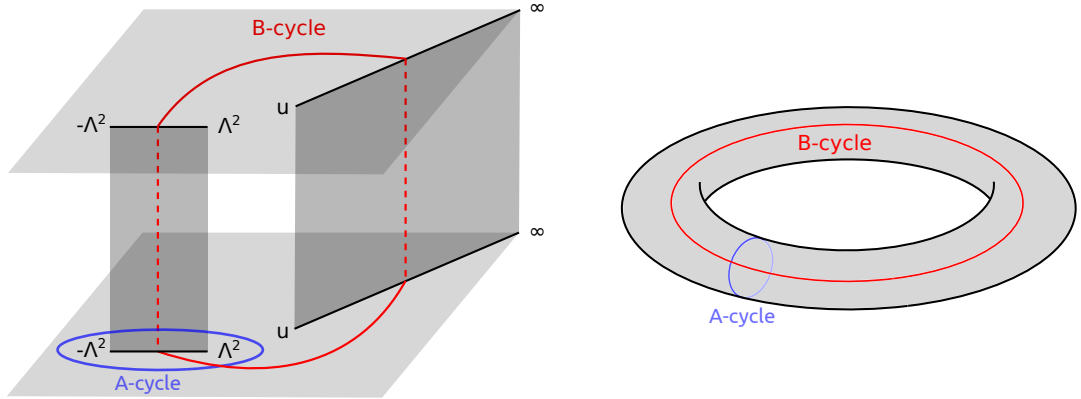 ∞
B-cycle
u
-Λ² Λ²
∞
u
-Λ² Λ²
A-cycle
B-cycle
A-cycle